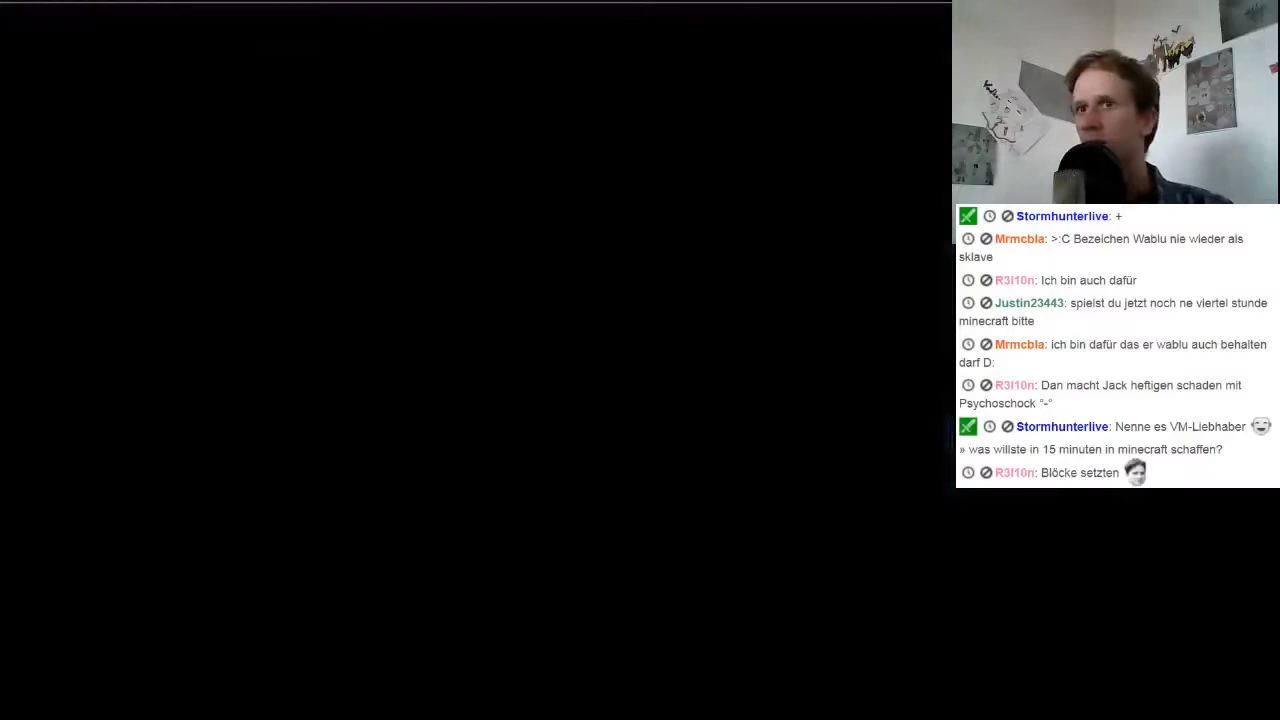 Stormhunterlive: +
Mrmcbla: >:C Bezeichen Wablu nie wieder als
sklave
R3l10n: Ich bin auch dafür
Justin23443: spielst du jetzt noch ne viertel stunde
minecraft bitte
Mrmcbla: ich bin dafür das er wablu auch behalten
darf D:
R3l10n: Dan macht Jack heftigen schaden mit
Psychoschock °-°
Stormhunterlive: Nenne es VM-Liebhaber
» was willste in 15 minuten in minecraft schaffen?
R3l10n: Blöcke setzten